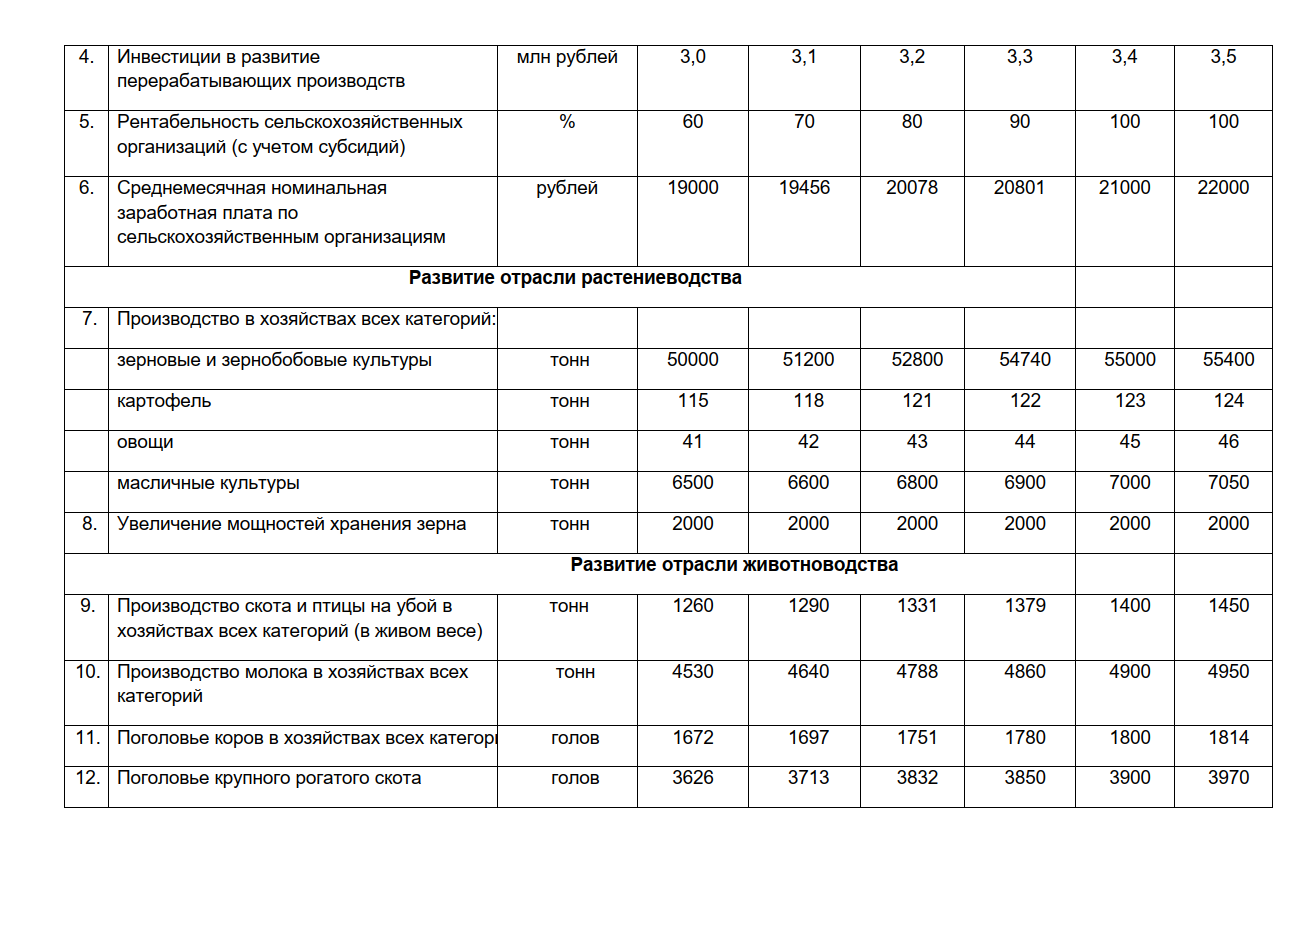 4. Инвестиции в развитие млн рублей 3,0 3,1 3,2 3,3 3,4 3,5
перерабатывающих производств
5. Рентабельность сельскохозяйственных % 60 70 80 90 100 100
организаций (с учетом субсидий)
6. Среднемесячная номинальная рублей 19000 19456 20078 20801 21000 22000
заработная плата по
сельскохозяйственным организациям
Развитие отрасли растениеводства
7. Производство в хозяйствах всех категорий:
зерновые и зернобобовые культуры тонн 50000 51200 52800 54740 55000 55400
картофель тонн 115 118 121 122 123 124
овощи тонн 41 42 43 44 45 46
масличные культуры тонн 6500 6600 6800 6900 7000 7050
8. Увеличение мощностей хранения зерна тонн 2000 2000 2000 2000 2000 2000
Развитие отрасли животноводства
9. Производство скота и птицы на убой в тонн 1260 1290 1331 1379 1400 1450
хозяйствах всех категорий (в живом весе)
10. Производство молока в хозяйствах всех тонн 4530 4640 4788 4860 4900 4950
категорий
11. Поголовье коров в хозяйствах всех категори голов 1672 1697 1751 1780 1800 1814
12. Поголовье крупного рогатого скота голов 3626 3713 3832 3850 3900 3970